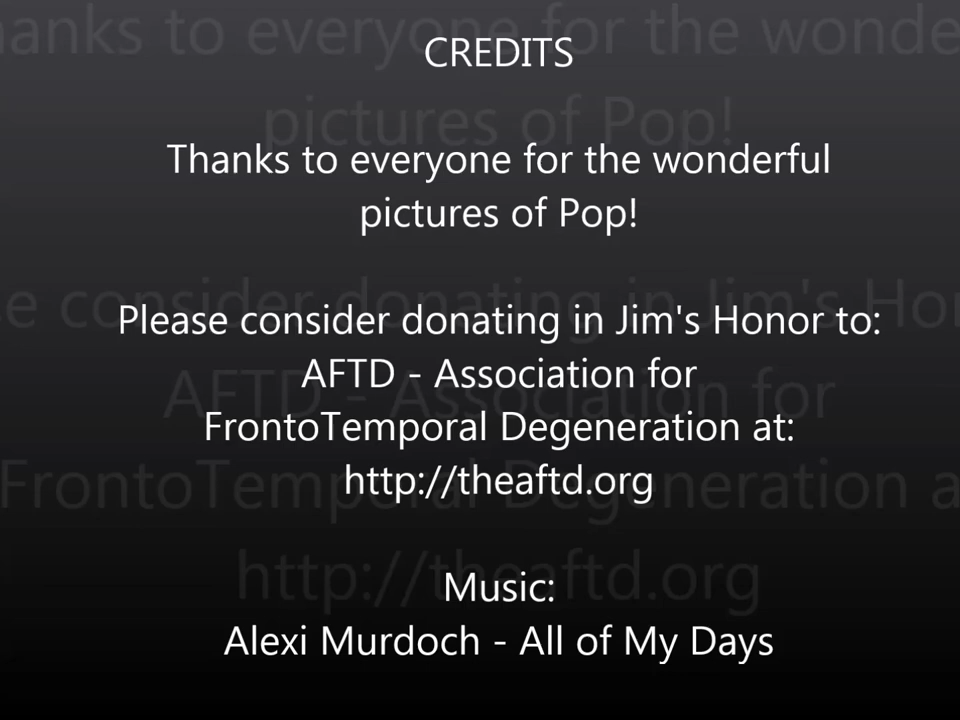 CREDITS
Thanks to everyone for the wonderful
pictures of Pop!
Please consider donating in Jim's Honor to:
AFTD - Association for
FrontoTemporal Degeneration at:
http://theaftd.org
Music:
Alexi Murdoch - All of My Days